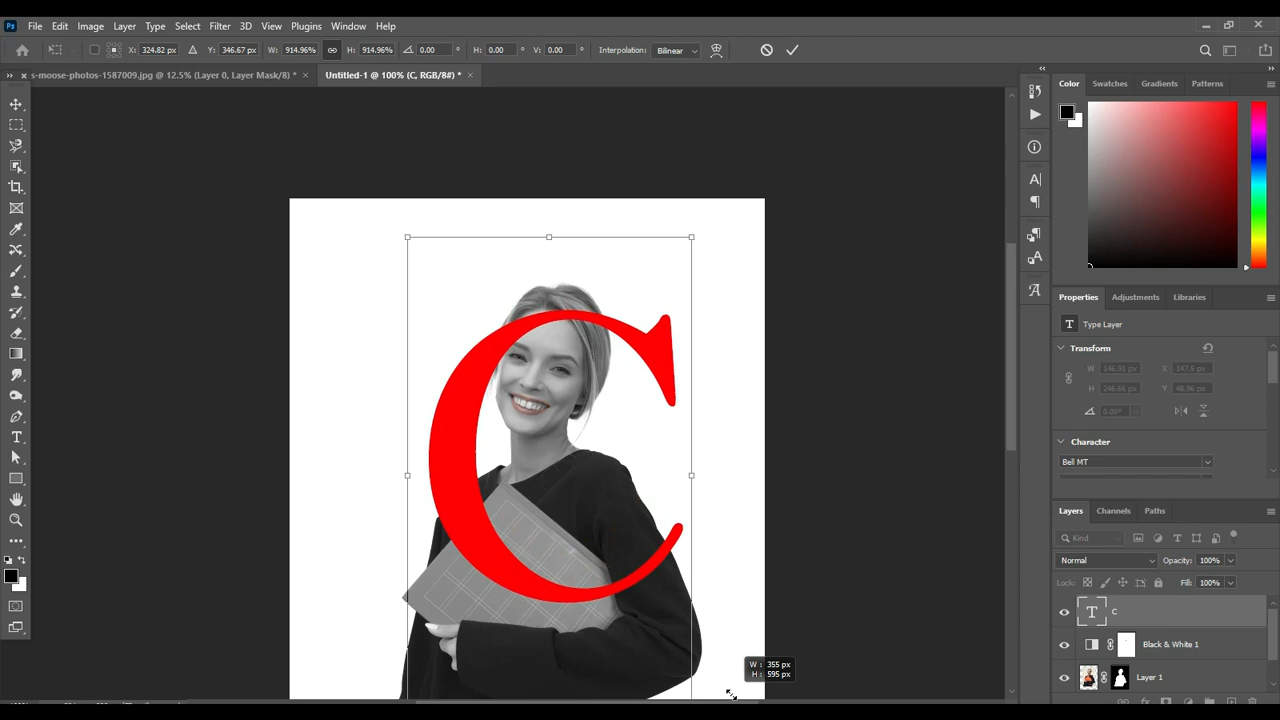 Ps File Edit Image Layer Type Select Filter 3D View Plugins Window Help
X: 324.82 px Y: 346.67 px W: 914.96% H: 914.96% 0.00 ° H: 0.00 ° V: 0.00 ° Interpolation: Bilinear
s-moose-photos-1587009.jpg @ 12.5% (Layer 0, Layer Mask/8) * × Untitled-1 @ 100% (C, RGB/8#) * ×
Color Swatches Gradients Patterns
C
W : 355 px
H : 595 px
Properties Adjustments Libraries
T Type Layer
Transform
W 146.91 px X 147.5 px
H 246.66 px Y 48.96 px
0.00°
Character
Bell MT
Layers Channels Paths
Kind
Normal Opacity: 100%
Lock: Fill: 100%
T C
Black & White 1
Layer 1